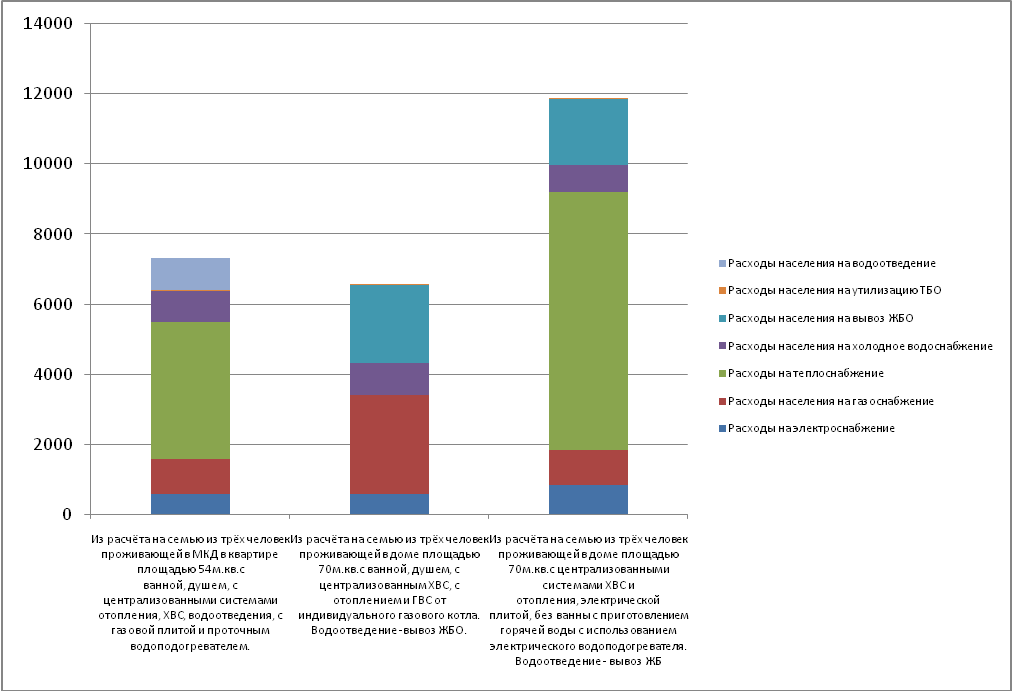 14000
12000
10000
8000
6000
4000
2000
0
Из расчёта на семью из трёх человек
проживающей в МКД в квартире
площадью 54м.кв.с
ванной, душем, с
централизованными системами
отопления, ХВС, водоотведения, с
газовой плитой и проточным
водоподогревателем.
Из расчёта на семью из трёх человек
проживающей в доме площадью
70м.кв.с ванной, душем, с
централизованным ХВС, с
отоплением и ГВС от
индивидуального газового котла.
Водоотведение -вывоз ЖБО.
Из расчёта на семью из трёх человек
проживающей в доме площадью
70м.кв.с централизованными
системами ХВС и
отопления, электрической
плитой, без ванны с приготовлением
горячей воды с использованием
электрического водоподогревателя.
Водоотведение - вывоз ЖБ
Расходы населения на водоотведение
Расходы населения на утилизацию ТБО
Расходы населения на вывоз ЖБО
Расходы населения на холодное водоснабжение
Расходы на теплоснабжение
Расходы населения на газоснабжение
Расходы на электроснабжение